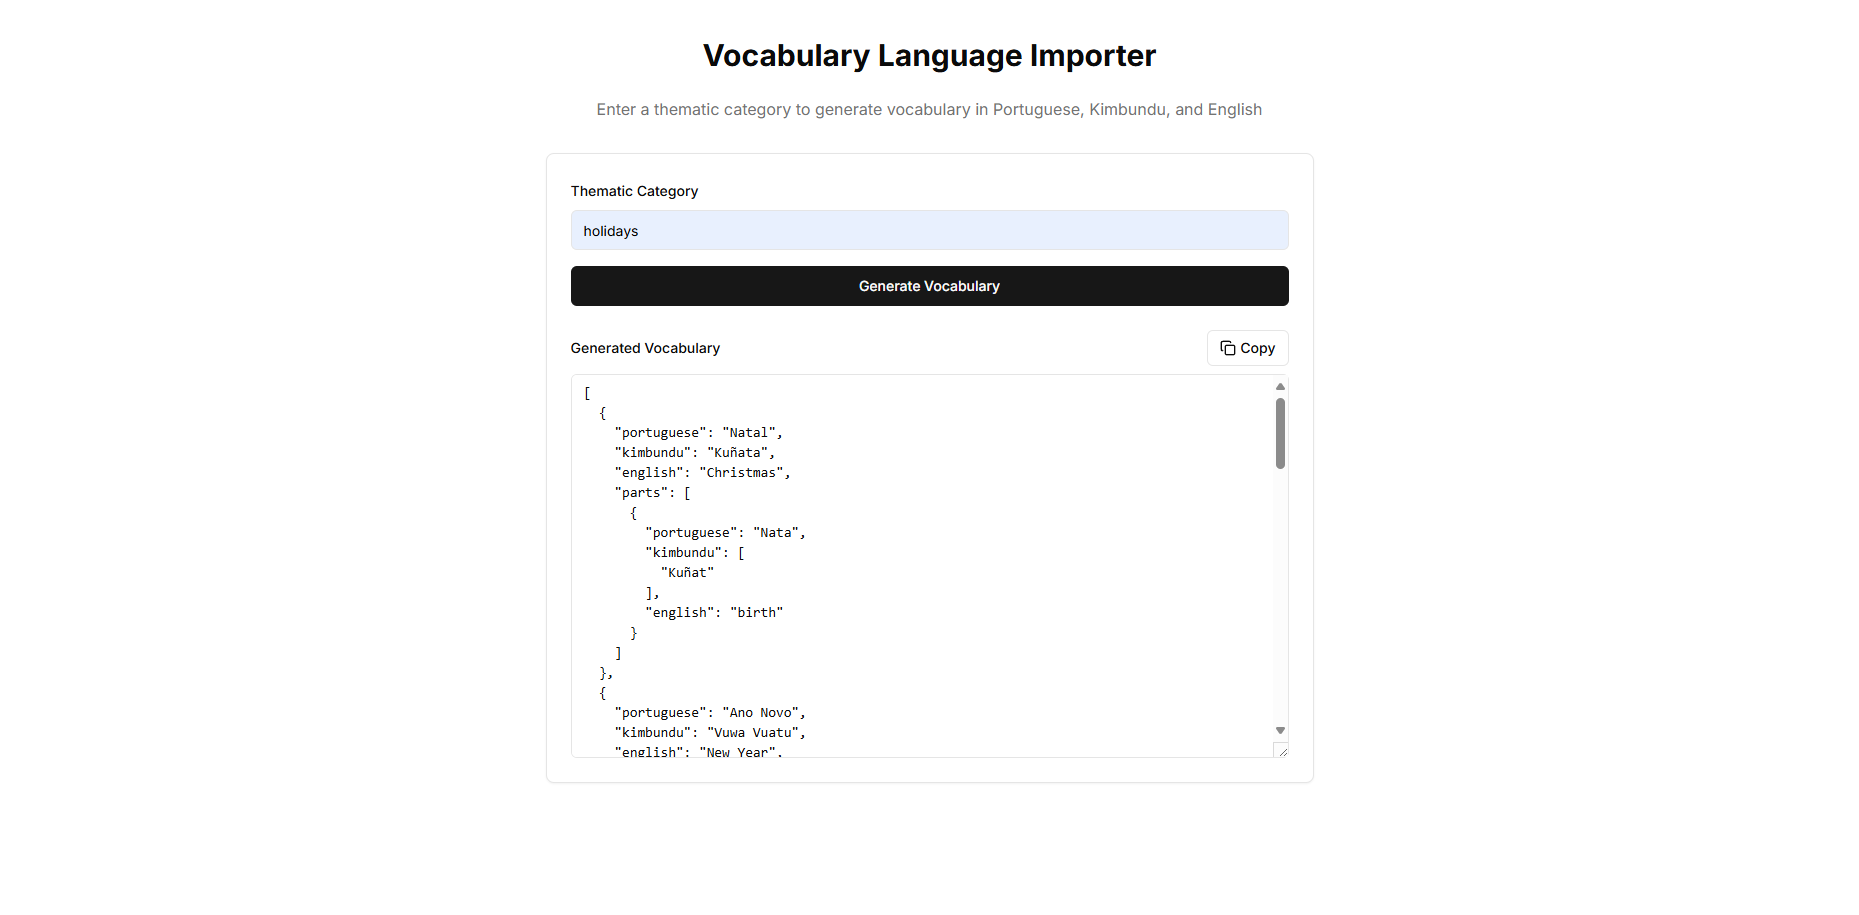 Vocabulary Language Importer
Enter a thematic category to generate vocabulary in Portuguese, Kimbundu, and English
Thematic Category
holidays
Generate Vocabulary
Generated Vocabulary
Copy
[
  {
    "portuguese": "Natal",
    "kimbundu": "Kuñata",
    "english": "Christmas",
    "parts": [
      {
        "portuguese": "Nata",
        "kimbundu": [
          "Kuñat"
        ],
        "english": "birth"
      }
    ]
  },
  {
    "portuguese": "Ano Novo",
    "kimbundu": "Vuwa Vuatu",
    "english": "New Year",